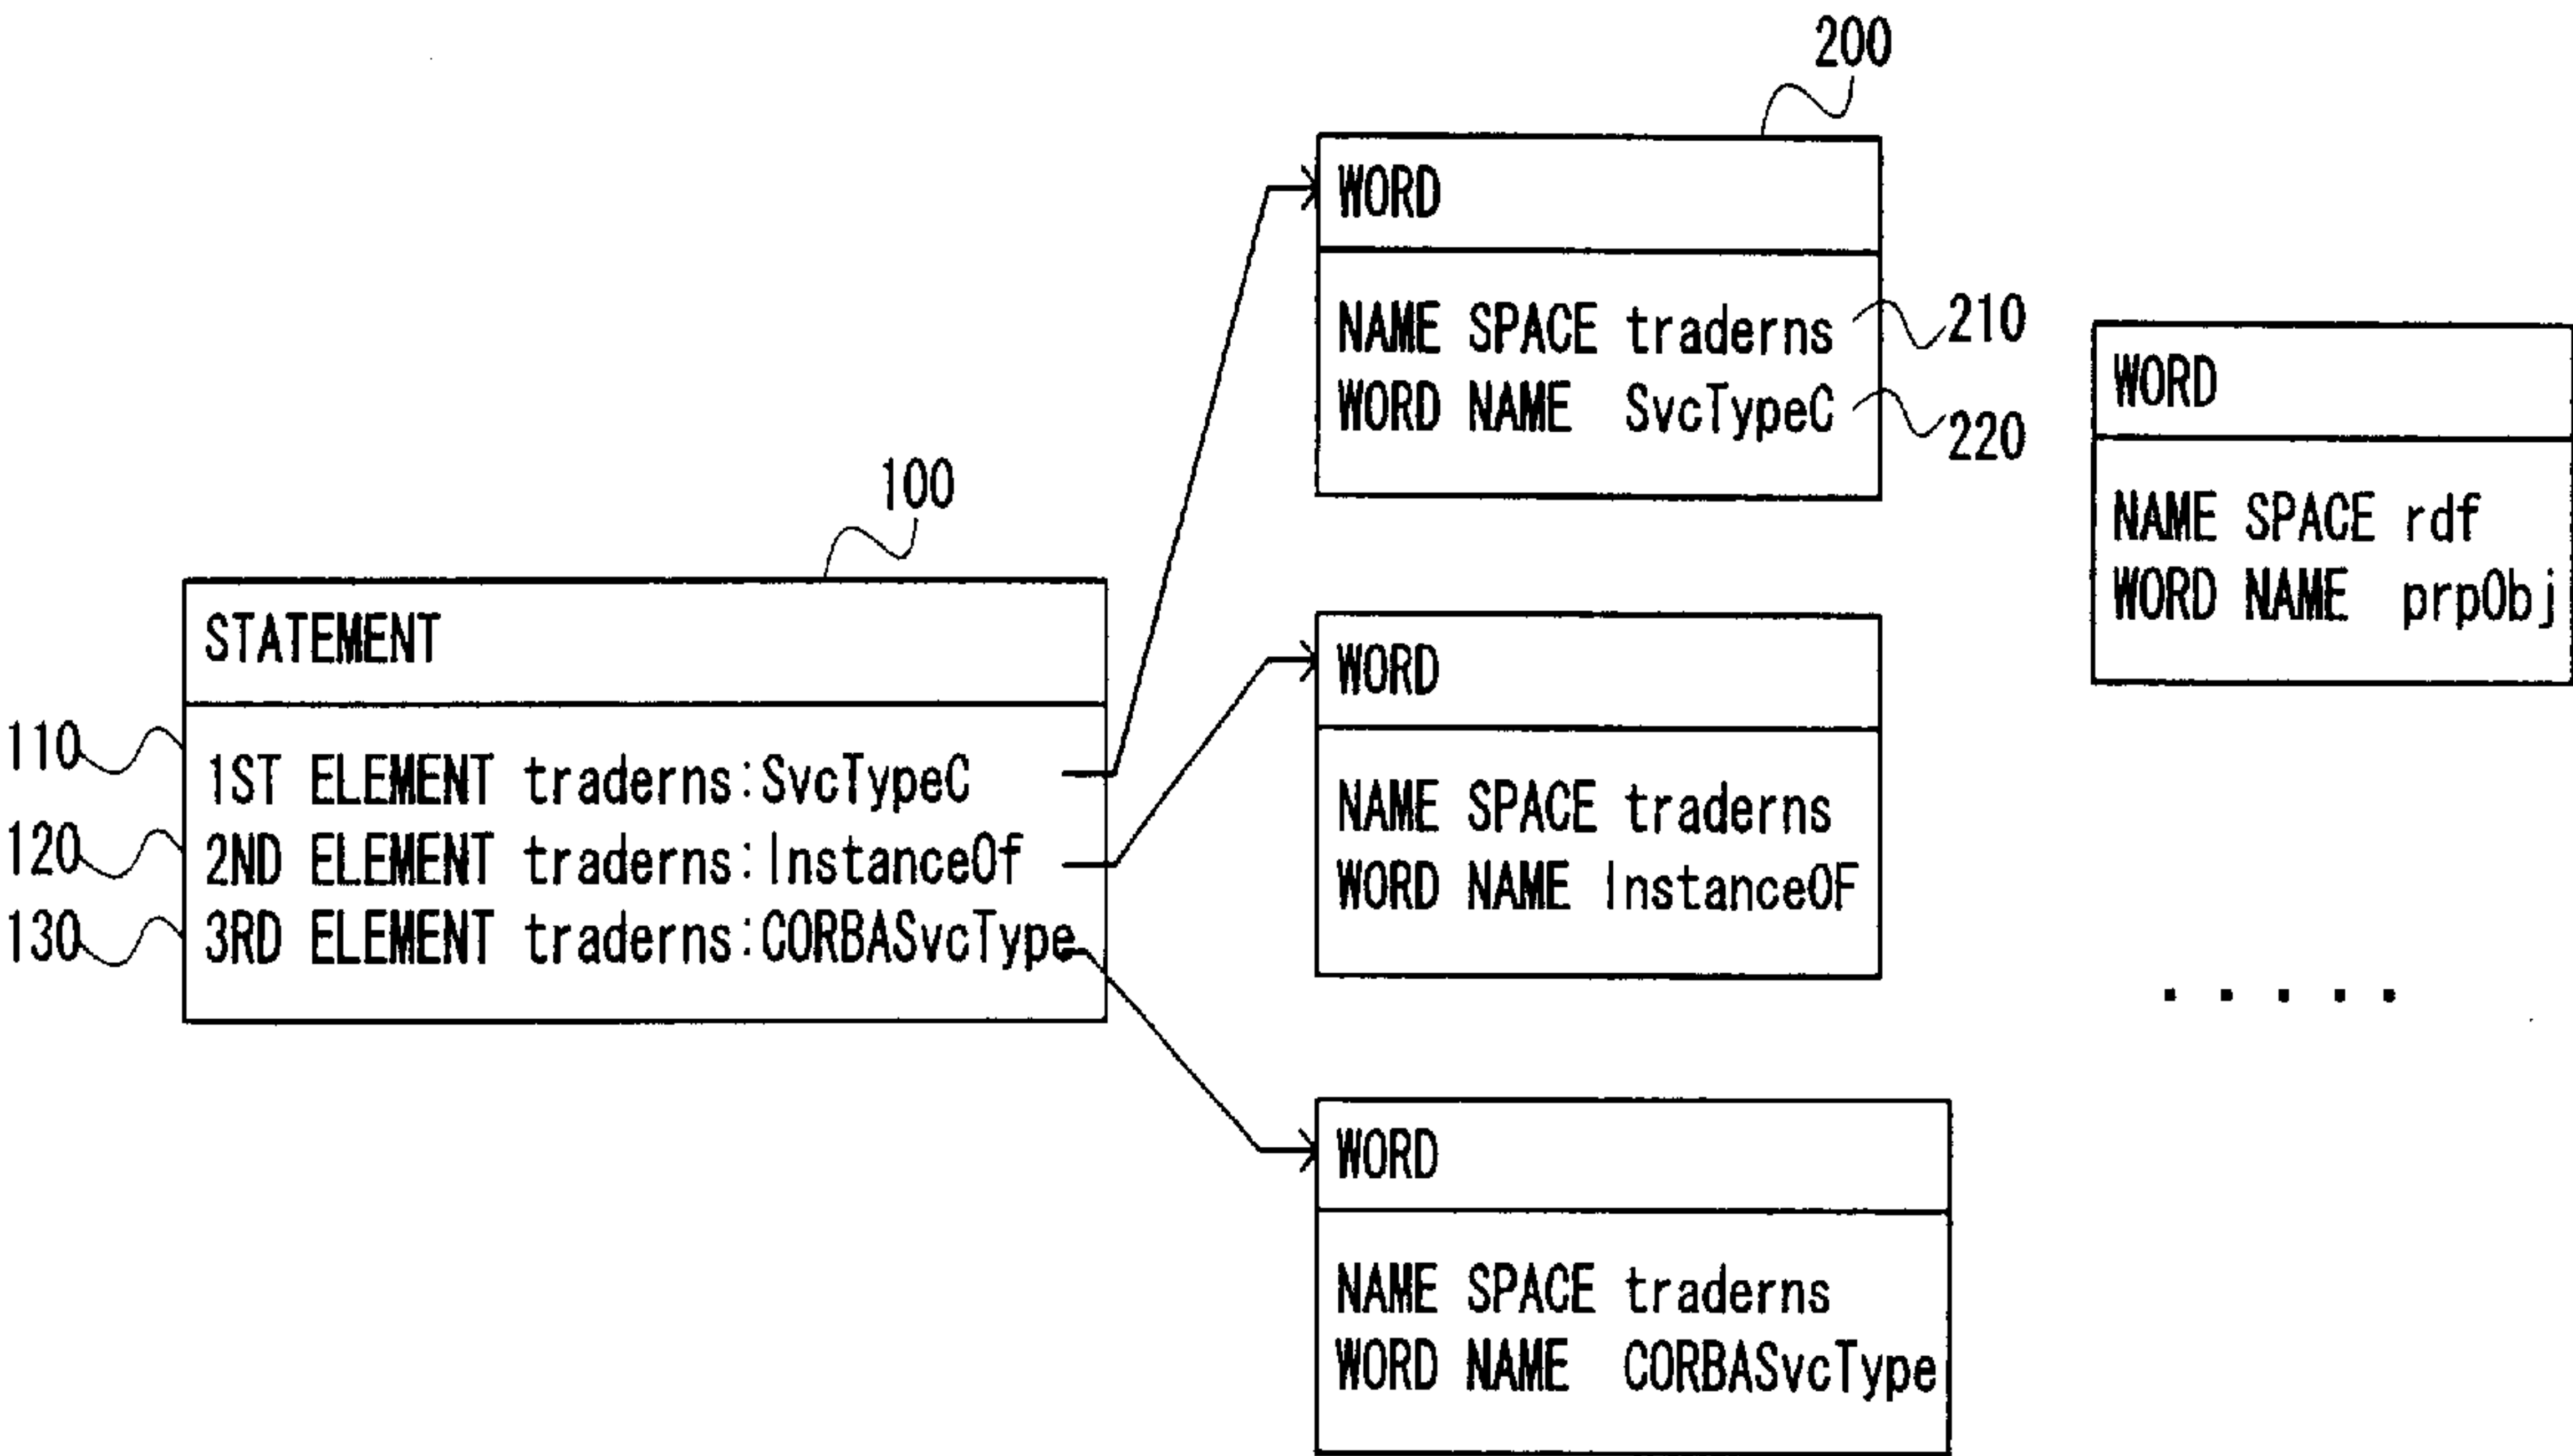 200
WORD
NAME SPACE traderns
210
WORD NAME SvcTypeC
220
WORD
NAME SPACE rdf
WORD NAME prpObj
100
STATEMENT
110
1ST ELEMENT traderns:SvcTypeC
120
2ND ELEMENT traderns:InstanceOf
130
3RD ELEMENT traderns:CORBASvcType
WORD
NAME SPACE traderns
WORD NAME InstanceOF
.....
WORD
NAME SPACE traderns
WORD NAME CORBASvcType